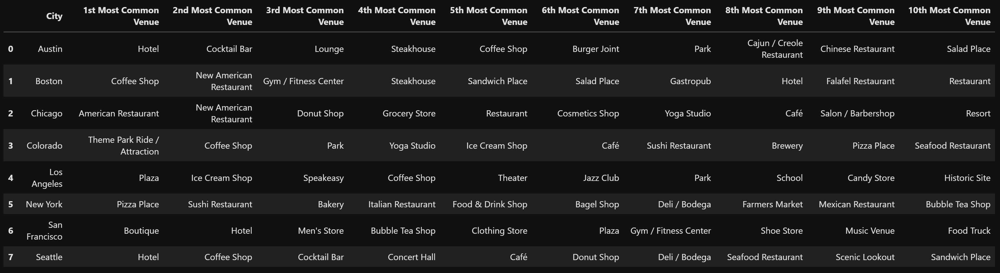 City 1st Most Common Venue 2nd Most Common Venue 3rd Most Common Venue 4th Most Common Venue 5th Most Common Venue 6th Most Common Venue 7th Most Common Venue 8th Most Common Venue 9th Most Common Venue 10th Most Common Venue
0 Austin Hotel Cocktail Bar Lounge Steakhouse Coffee Shop Burger Joint Park Cajun / Creole Restaurant Chinese Restaurant Salad Place
1 Boston Coffee Shop New American Restaurant Gym / Fitness Center Steakhouse Sandwich Place Salad Place Gastropub Hotel Falafel Restaurant Restaurant
2 Chicago American Restaurant New American Restaurant Donut Shop Grocery Store Restaurant Cosmetics Shop Yoga Studio Café Salon / Barbershop Resort
3 Colorado Theme Park Ride / Attraction Coffee Shop Park Yoga Studio Ice Cream Shop Café Sushi Restaurant Brewery Pizza Place Seafood Restaurant
4 Los Angeles Plaza Ice Cream Shop Speakeasy Coffee Shop Theater Jazz Club Park School Candy Store Historic Site
5 New York Pizza Place Sushi Restaurant Bakery Italian Restaurant Food & Drink Shop Bagel Shop Deli / Bodega Farmers Market Mexican Restaurant Bubble Tea Shop
6 San Francisco Boutique Hotel Men's Store Bubble Tea Shop Clothing Store Plaza Gym / Fitness Center Shoe Store Music Venue Food Truck
7 Seattle Hotel Coffee Shop Cocktail Bar Concert Hall Café Donut Shop Deli / Bodega Seafood Restaurant Scenic Lookout Sandwich Place